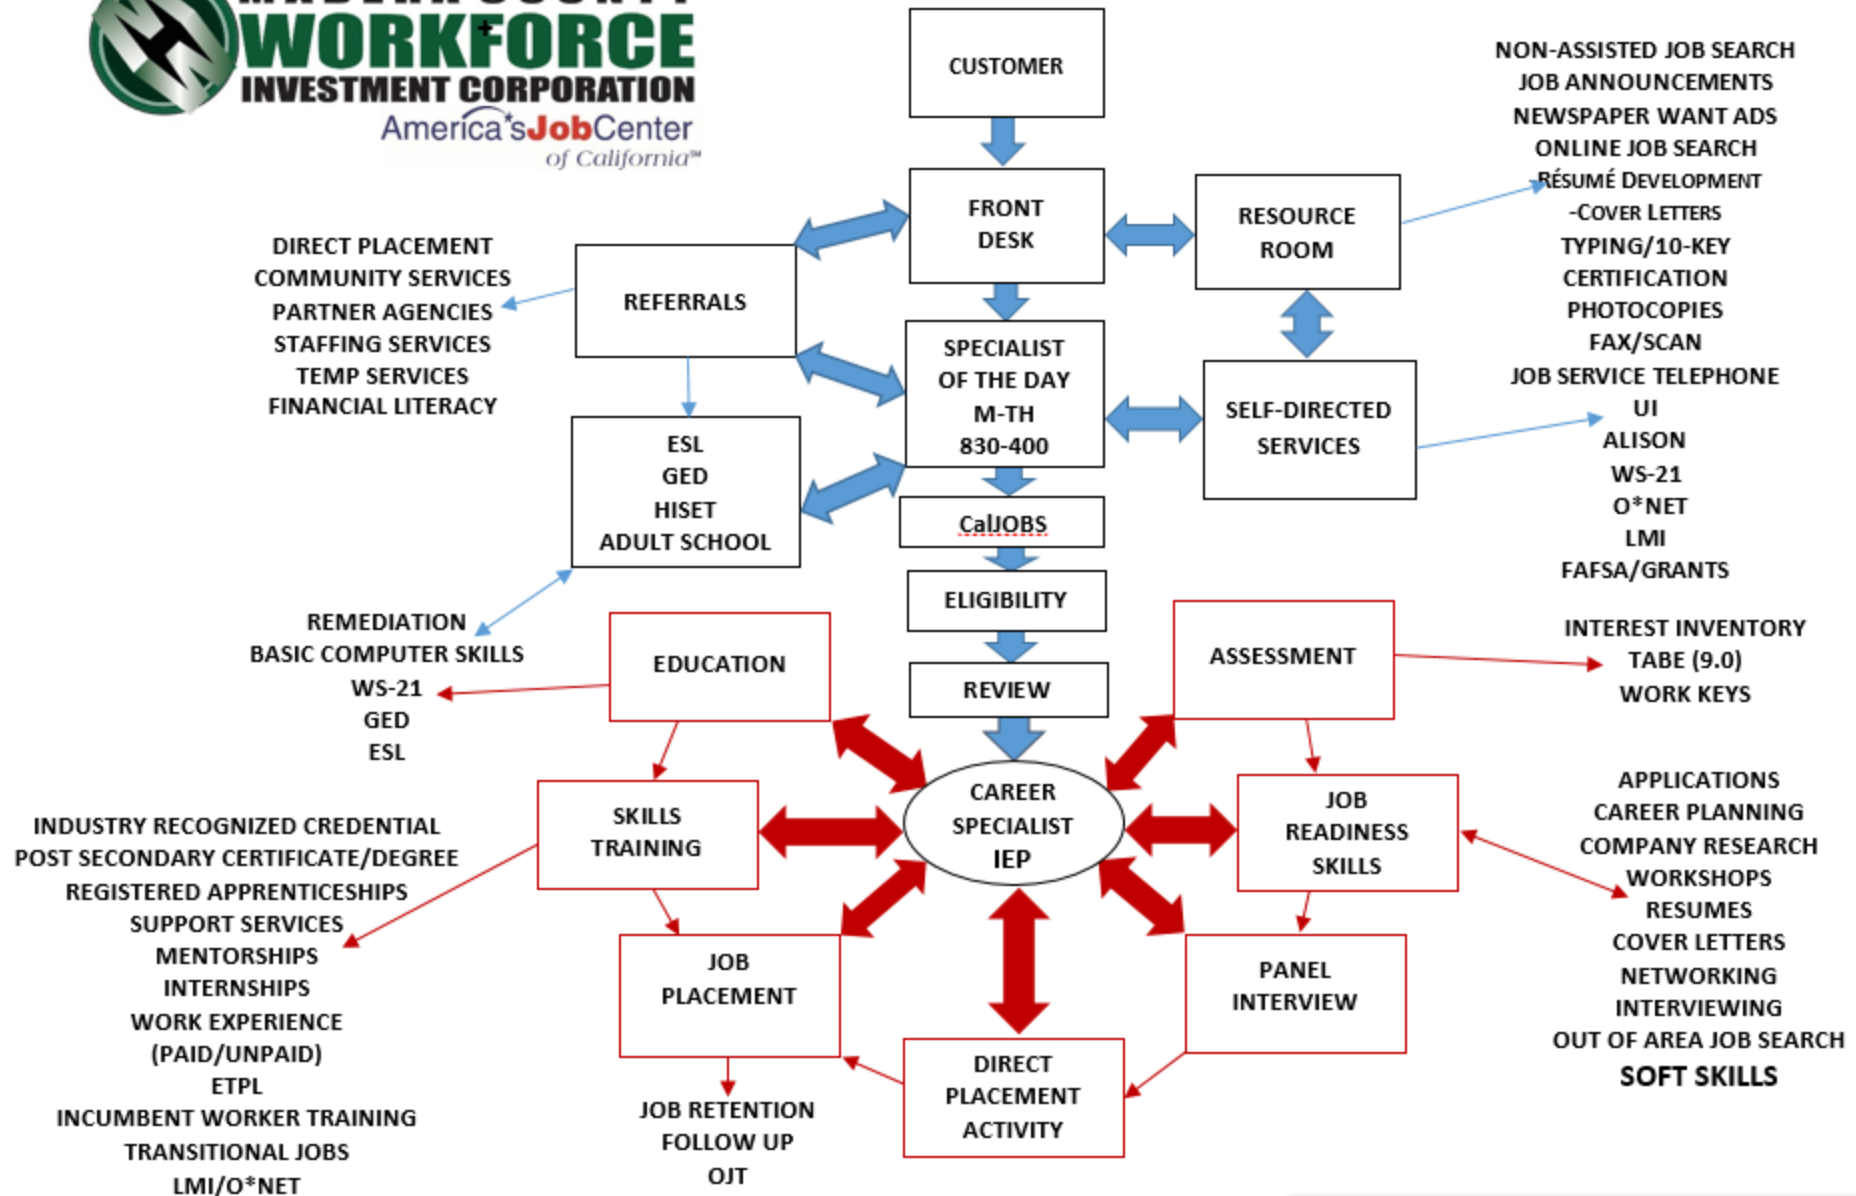 MADERA COUNTY
WORKFORCE
INVESTMENT CORPORATION
America'sJobCenter
of California™
CUSTOMER
FRONT
DESK
RESOURCE
ROOM
NON-ASSISTED JOB SEARCH
JOB ANNOUNCEMENTS
NEWSPAPER WANT ADS
ONLINE JOB SEARCH
-RÉSUMÉ DEVELOPMENT
-COVER LETTERS
TYPING/10-KEY
CERTIFICATION
PHOTOCOPIES
FAX/SCAN
JOB SERVICE TELEPHONE
UI
ALISON
WS-21
O*NET
LMI
FAFSA/GRANTS
DIRECT PLACEMENT
COMMUNITY SERVICES
PARTNER AGENCIES
STAFFING SERVICES
TEMP SERVICES
FINANCIAL LITERACY
REFERRALS
SPECIALIST
OF THE DAY
M-TH
830-400
SELF-DIRECTED
SERVICES
ESL
GED
HISET
ADULT SCHOOL
CalJOBS
ELIGIBILITY
REVIEW
REMEDIATION
BASIC COMPUTER SKILLS
WS-21
GED
ESL
EDUCATION
ASSESSMENT
INTEREST INVENTORY
TABE (9.0)
WORK KEYS
CAREER
SPECIALIST
IEP
SKILLS
TRAINING
JOB
READINESS
SKILLS
INDUSTRY RECOGNIZED CREDENTIAL
POST SECONDARY CERTIFICATE/DEGREE
REGISTERED APPRENTICESHIPS
SUPPORT SERVICES
MENTORSHIPS
INTERNSHIPS
WORK EXPERIENCE
(PAID/UNPAID)
ETPL
INCUMBENT WORKER TRAINING
TRANSITIONAL JOBS
LMI/O*NET
APPLICATIONS
CAREER PLANNING
COMPANY RESEARCH
WORKSHOPS
RESUMES
COVER LETTERS
NETWORKING
INTERVIEWING
OUT OF AREA JOB SEARCH
SOFT SKILLS
JOB
PLACEMENT
PANEL
INTERVIEW
DIRECT
PLACEMENT
ACTIVITY
JOB RETENTION
FOLLOW UP
OJT